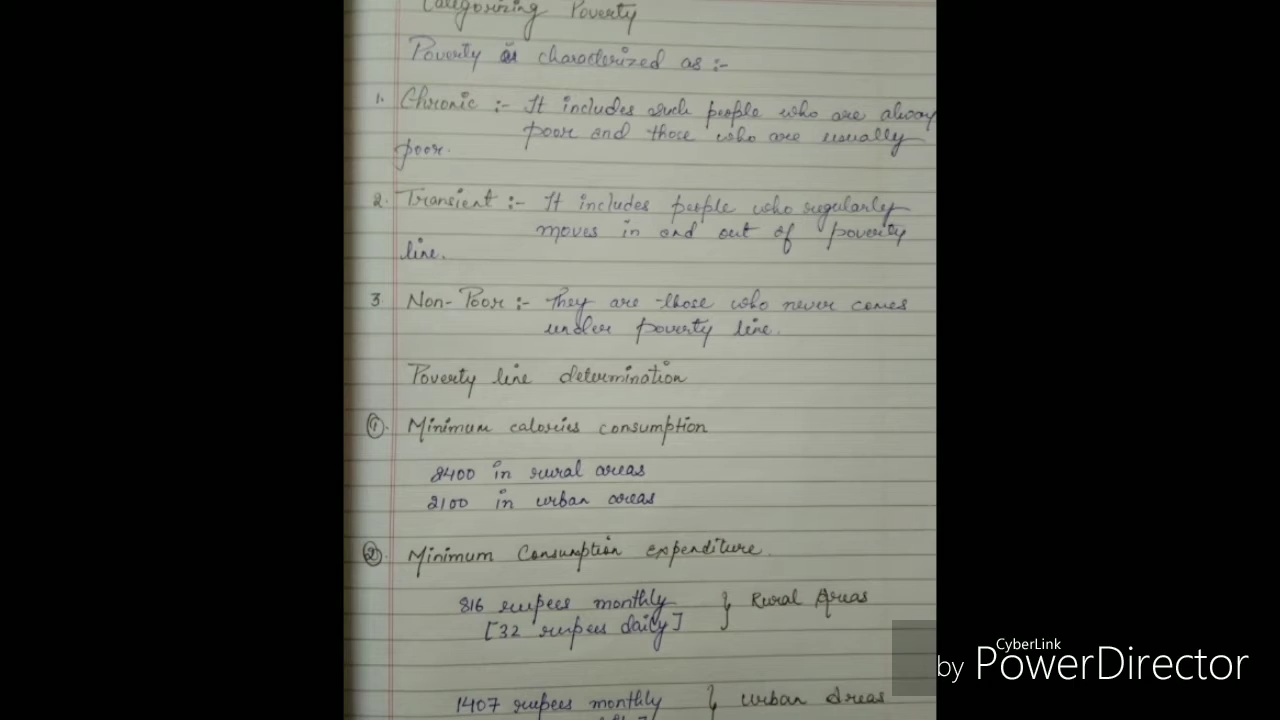 Categorizing Poverty
Poverty is characterized as :-
1. Chronic :- It includes such people who are always
poor and those who are usually
poor.
2. Transient :- It includes people who regularly
moves in and out of poverty
line.
3 Non-Poor :- They are those who never comes
under poverty line.
Poverty line determination
①. Minimum calories consumption
2400 in rural areas
2100 in urban areas
②. Minimum Consumption expenditure.
816 rupees monthly } Rural Areas
[32 rupees daily]
1407 rupees monthly } urban areas
CyberLink
by PowerDirector